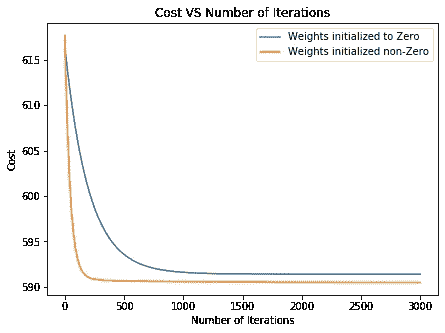 Cost VS Number of Iterations
Weights initialized to Zero
Weights initialized non-Zero
615
610
605
600
595
590
Cost
0 500 1000 1500 2000 2500 3000
Number of Iterations